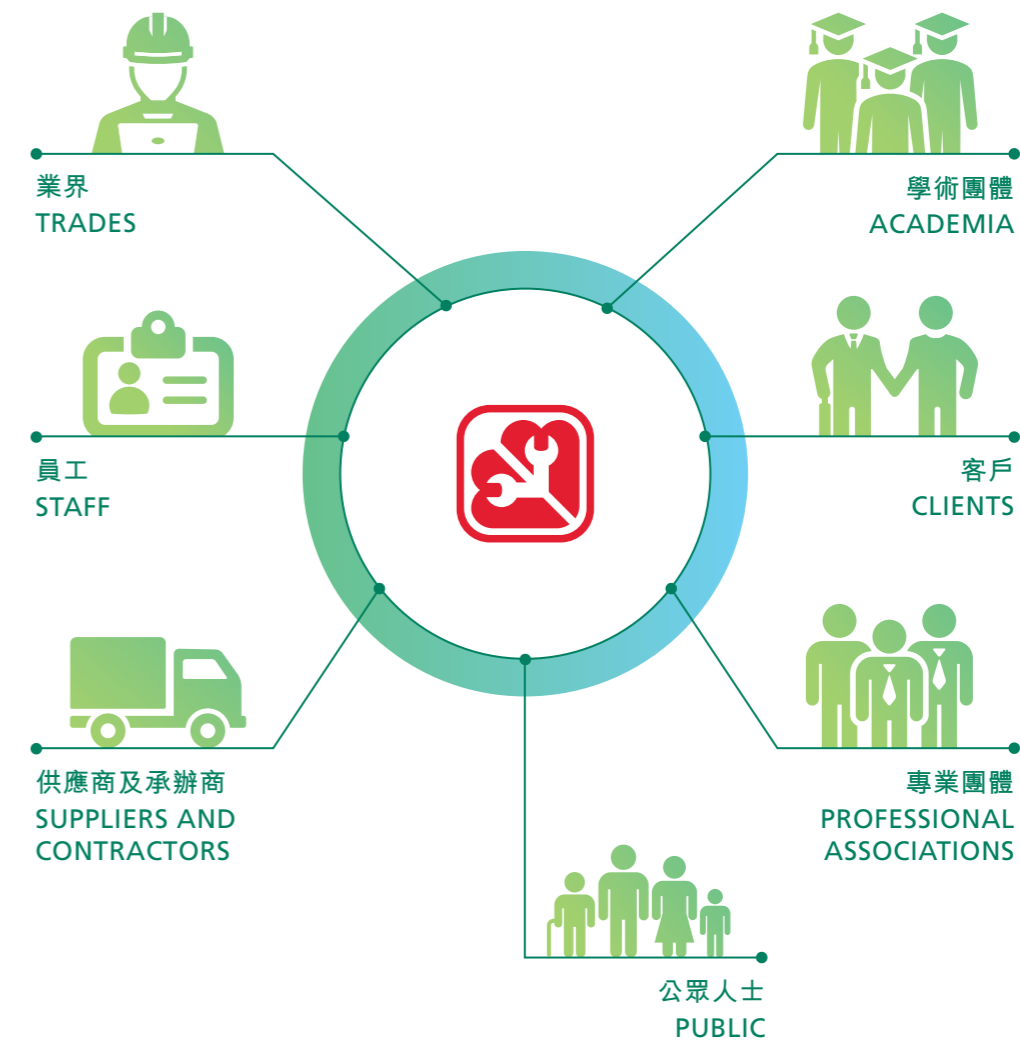 業界
TRADES
學術團體
ACADEMIA
員工
STAFF
客戶
CLIENTS
供應商及承辦商
SUPPLIERS AND
CONTRACTORS
專業團體
PROFESSIONAL
ASSOCIATIONS
公眾人士
PUBLIC